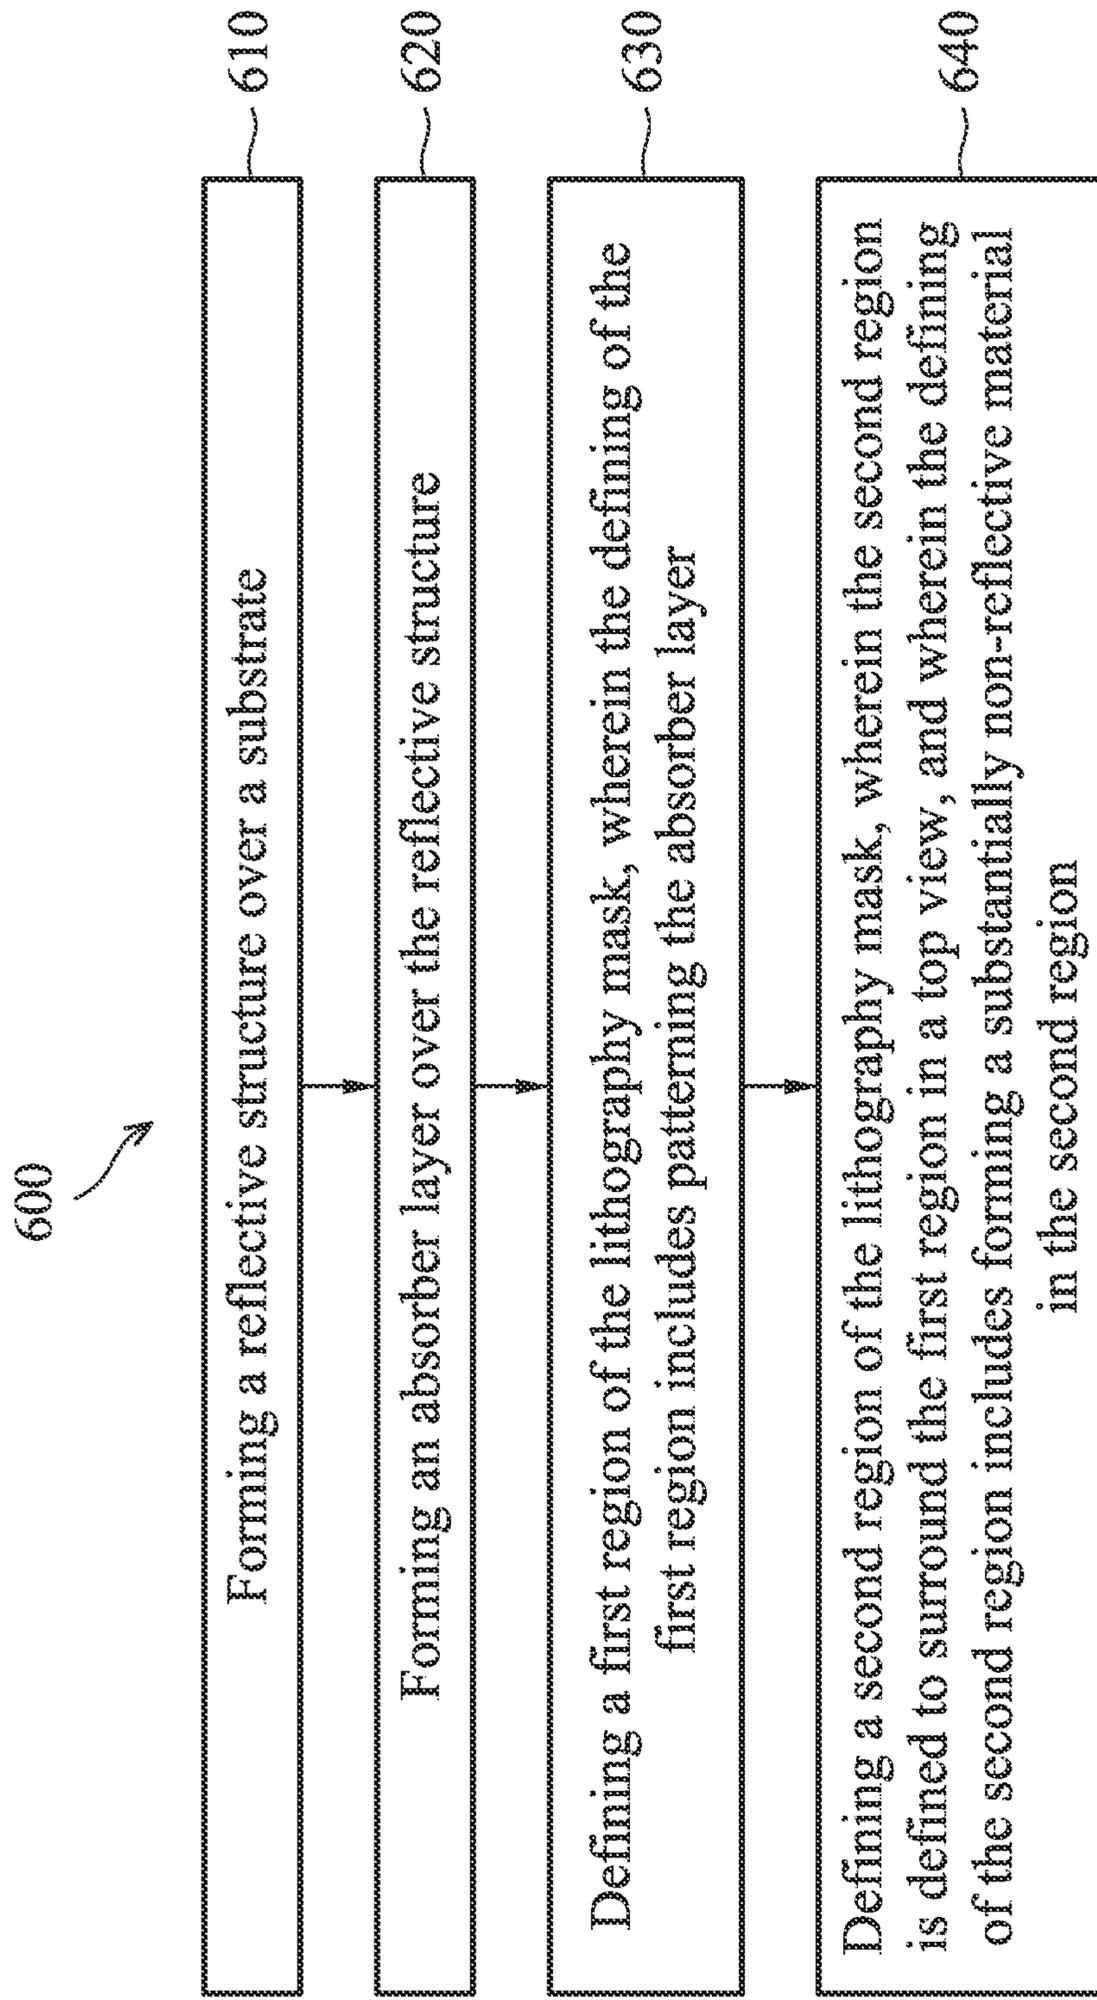 600
Forming a reflective structure over a substrate
610
Forming an absorber layer over the reflective structure
620
Defining a first region of the lithography mask, wherein the defining of the
first region includes patterning the absorber layer
630
Defining a second region of the lithography mask, wherein the second region
is defined to surround the first region in a top view, and wherein the defining
of the second region includes forming a substantially non-reflective material
in the second region
640